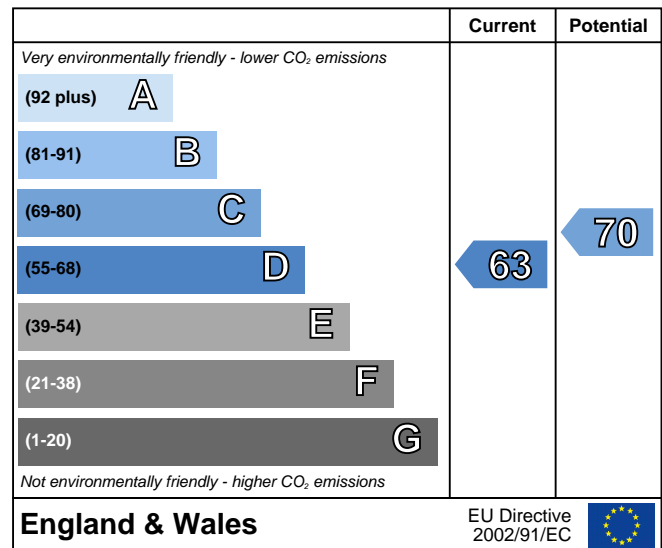 Current Potential
Very environmentally friendly - lower CO₂ emissions
(92 plus) A
(81-91) B
(69-80) C
(55-68) D
(39-54) E
(21-38) F
(1-20) G
63
70
Not environmentally friendly - higher CO₂ emissions
England & Wales
EU Directive
2002/91/EC